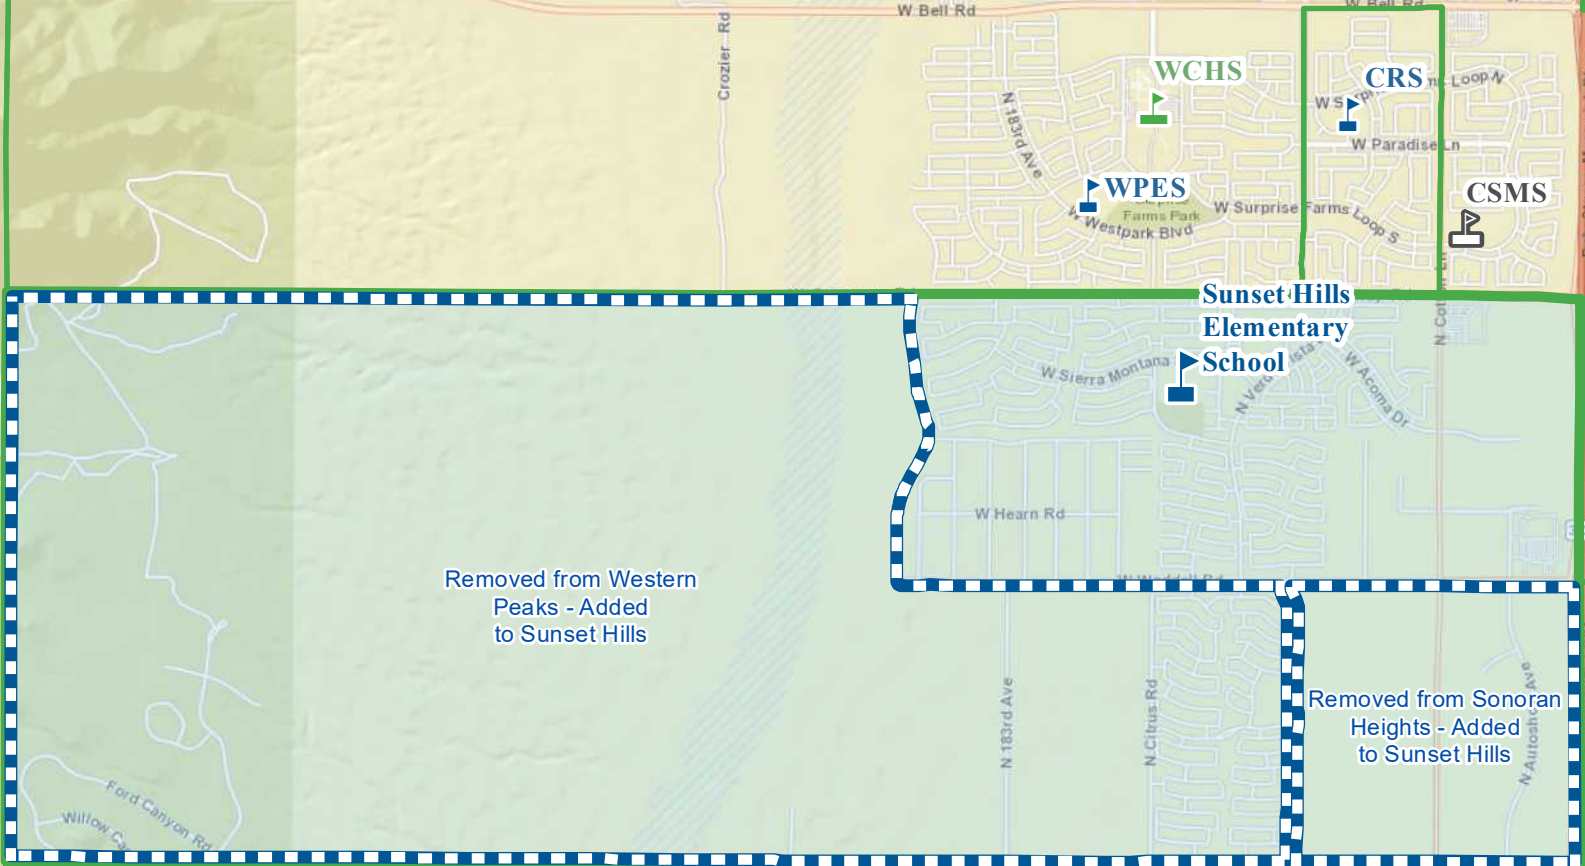 W Bell Rd
W Bell Rd
Crozier Rd
WCHS
CRS
N 183rd Ave
W Paradise Ln
WPES
CSMS
Farms Park
W Surprise Farms Loop S
W Westpark Blvd
Sunset Hills
Elementary
School
W Sierra Montana
W Acoma Dr
W Hearn Rd
W Waddell Rd
Removed from Western
Peaks - Added
to Sunset Hills
N 183rd Ave
N Citrus Rd
Removed from Sonoran
Heights - Added
to Sunset Hills
Ford Canyon Rd